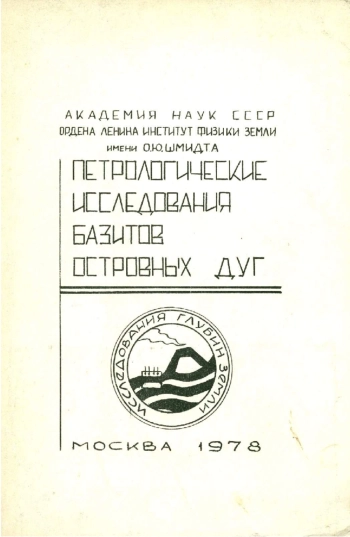 АКАДЕМИЯ НАУК СССР
ОРДЕНА ЛЕНИНА ИНСТИТУТ ФИЗИКИ ЗЕМЛИ
ИМЕНИ О.Ю.ШМИДТА
ПЕТРОЛОГИЧЕСКИЕ
ИССЛЕДОВАНИЯ
БАЗИТОВ
ОСТРОВНЫХ ДУГ
ИССЛЕДОВАНИЯ ГЛУБИН ЗЕМЛИ
МОСКВА 1978